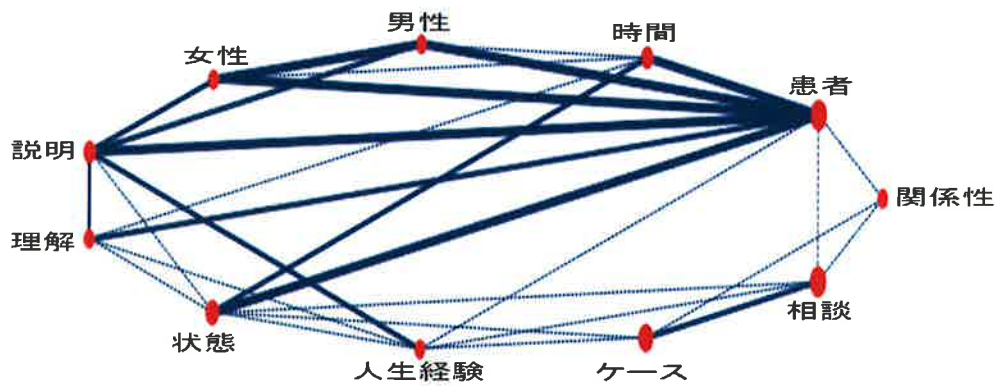 男性
時間
女性
患者
説明
関係性
理解
相談
状態
人生経験
ケース